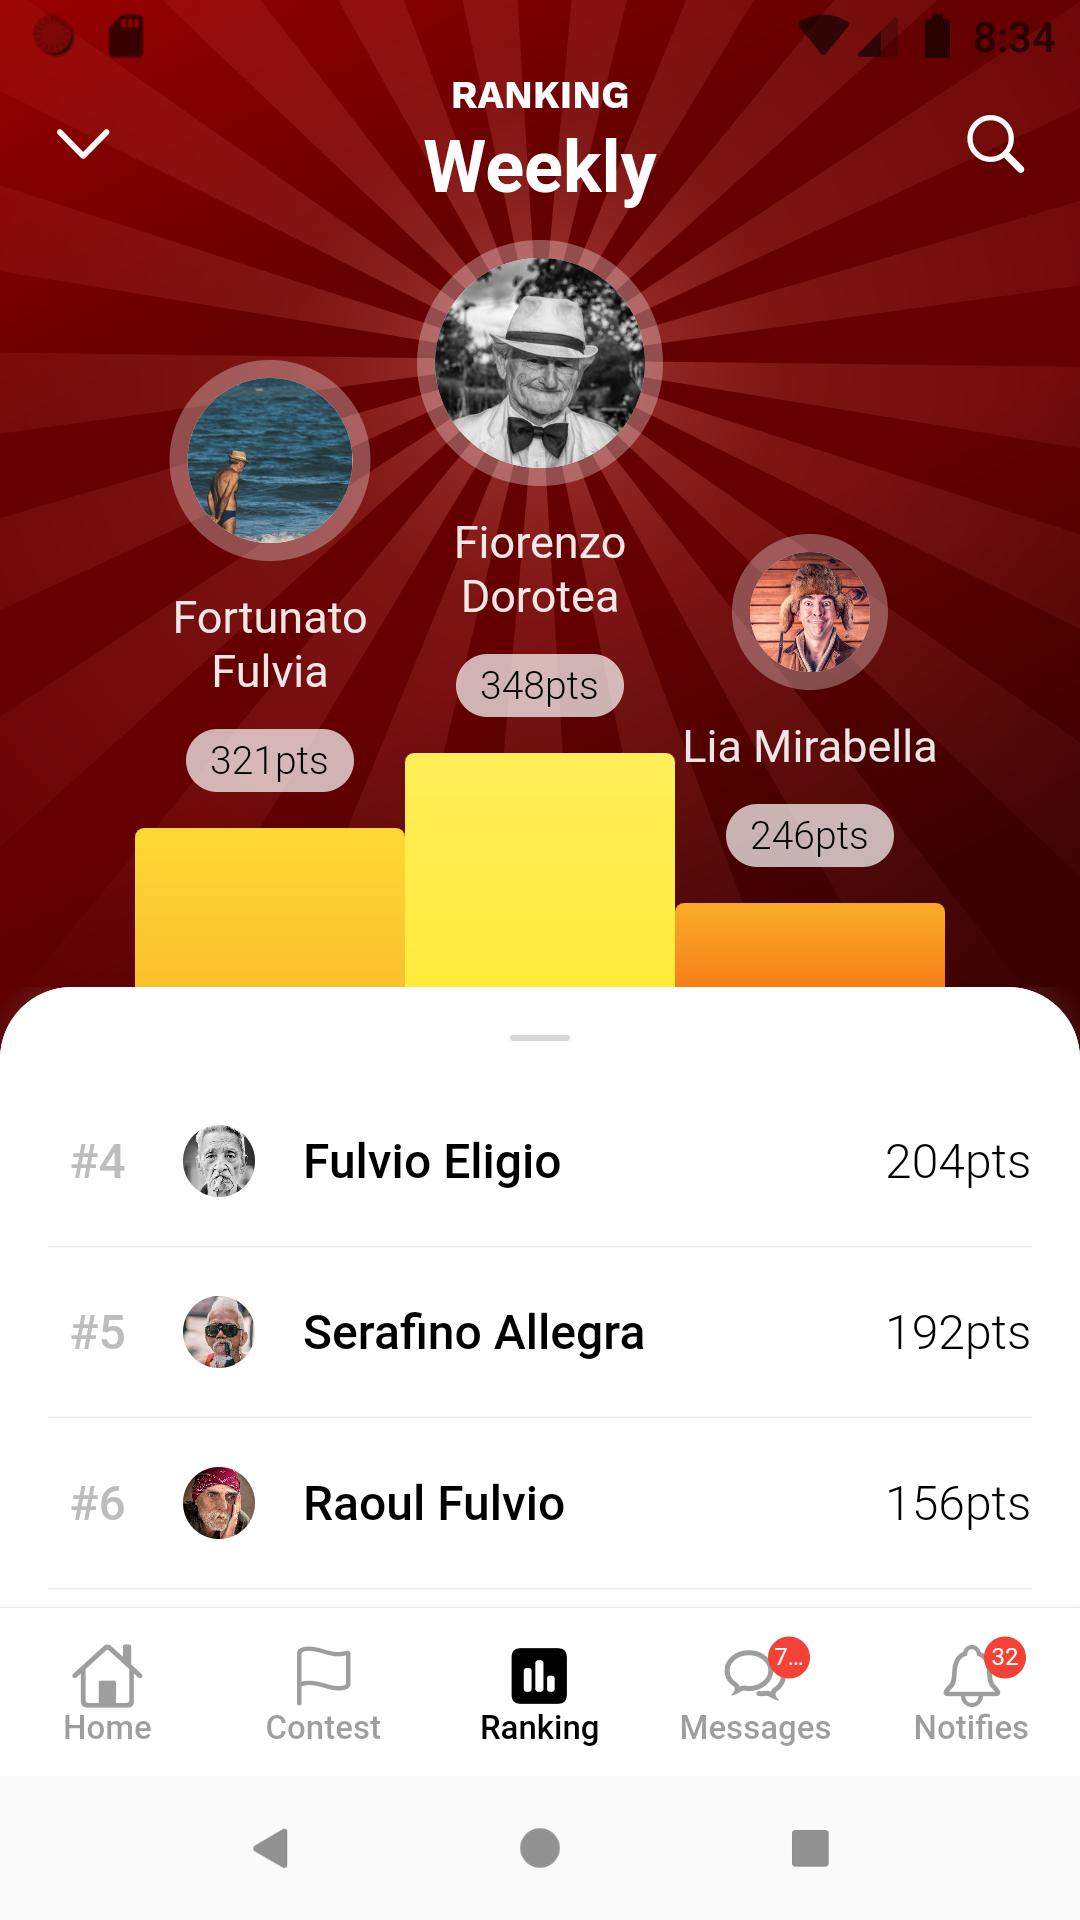 8:34
RANKING
Weekly
Fiorenzo
Dorotea
348pts
Fortunato
Fulvia
321pts
Lia Mirabella
246pts
#4 Fulvio Eligio 204pts
#5 Serafino Allegra 192pts
#6 Raoul Fulvio 156pts
7... 32
Home Contest Ranking Messages Notifies